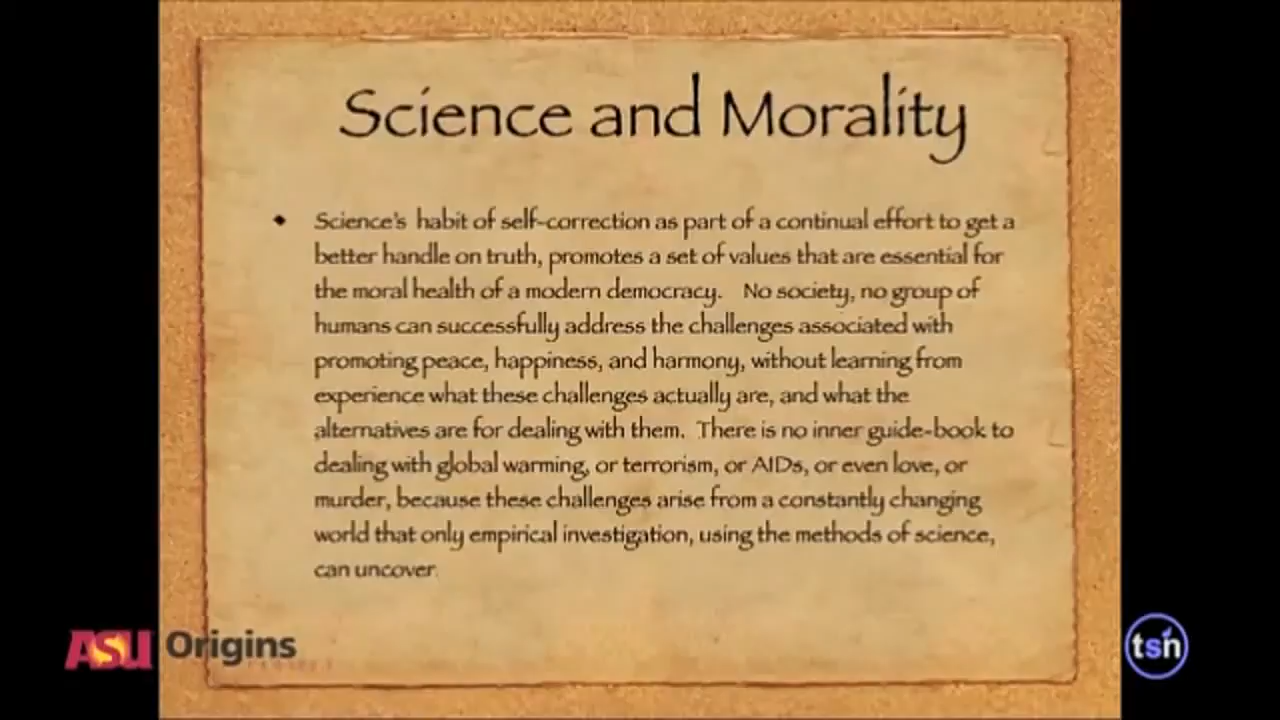 Science and Morality
• Science's habit of self-correction as part of a continual effort to get a
better handle on truth, promotes a set of values that are essential for
the moral health of a modern democracy. No society, no group of
humans can successfully address the challenges associated with
promoting peace, happiness, and harmony, without learning from
experience what these challenges actually are, and what the
alternatives are for dealing with them. There is no inner guide-book to
dealing with global warming, or terrorism, or AIDs, or even love, or
murder, because these challenges arise from a constantly changing
world that only empirical investigation, using the methods of science,
can uncover.
ASU Origins
tsn